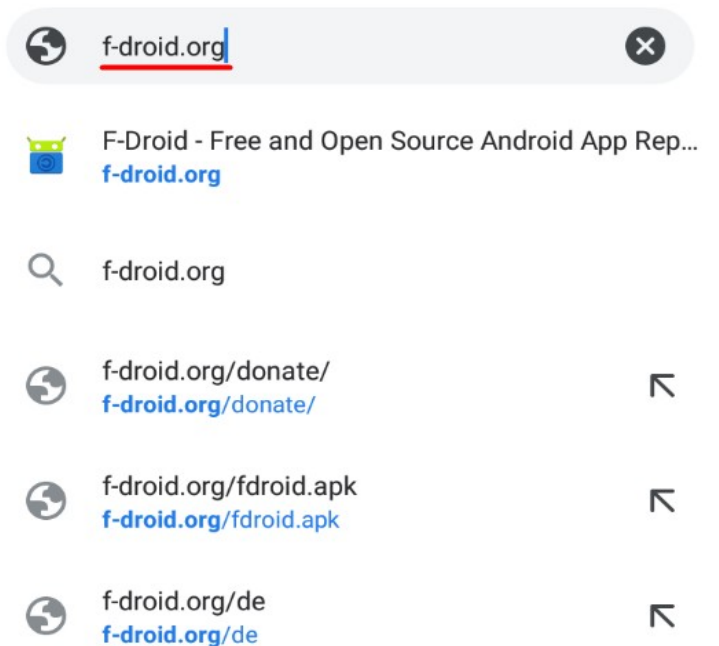 f-droid.org
F-Droid - Free and Open Source Android App Rep...
f-droid.org
f-droid.org
f-droid.org/donate/
f-droid.org/donate/
f-droid.org/fdroid.apk
f-droid.org/fdroid.apk
f-droid.org/de
f-droid.org/de